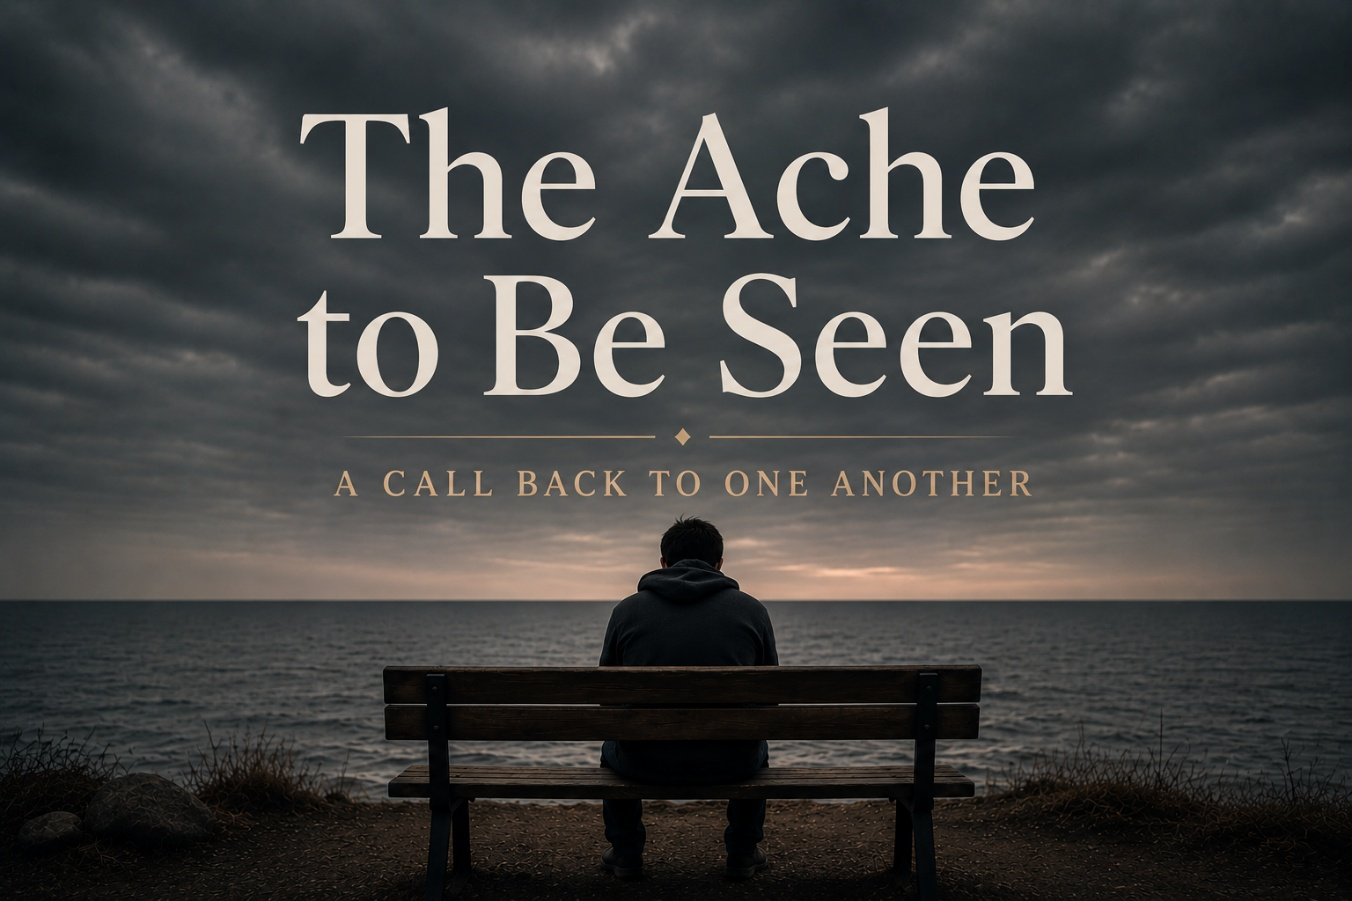 The Ache
to Be Seen
A CALL BACK TO ONE ANOTHER